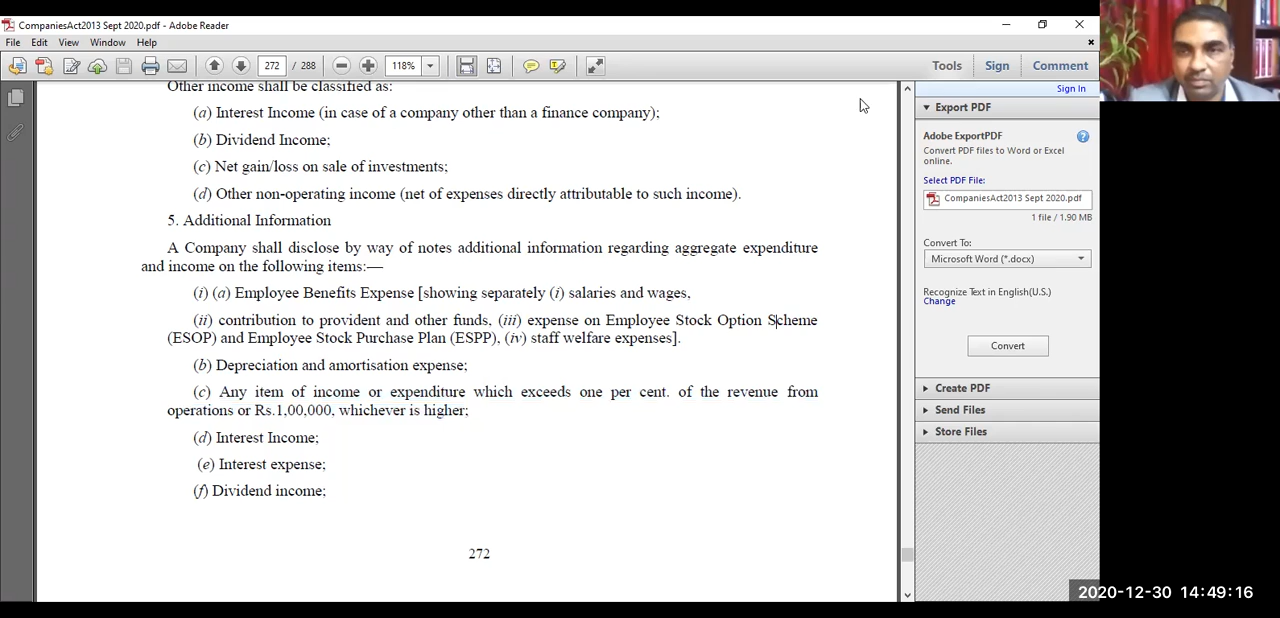 CompaniesAct2013 Sept 2020.pdf - Adobe Reader
File Edit View Window Help
272 / 288 118% Tools Sign Comment
Sign In
Other income shall be classified as:
(a) Interest Income (in case of a company other than a finance company);
(b) Dividend Income;
(c) Net gain/loss on sale of investments;
(d) Other non-operating income (net of expenses directly attributable to such income).
5. Additional Information
A Company shall disclose by way of notes additional information regarding aggregate expenditure
and income on the following items:—
(i) (a) Employee Benefits Expense [showing separately (i) salaries and wages,
(ii) contribution to provident and other funds, (iii) expense on Employee Stock Option Scheme
(ESOP) and Employee Stock Purchase Plan (ESPP), (iv) staff welfare expenses].
(b) Depreciation and amortisation expense;
(c) Any item of income or expenditure which exceeds one per cent. of the revenue from
operations or Rs.1,00,000, whichever is higher;
(d) Interest Income;
(e) Interest expense;
(f) Dividend income;
272
Export PDF
Adobe ExportPDF
Convert PDF files to Word or Excel
online.
Select PDF File:
CompaniesAct2013 Sept 2020.pdf
1 file / 1.90 MB
Convert To:
Microsoft Word (*.docx)
Recognize Text in English(U.S.)
Change
Convert
Create PDF
Send Files
Store Files
2020-12-30 14:49:16